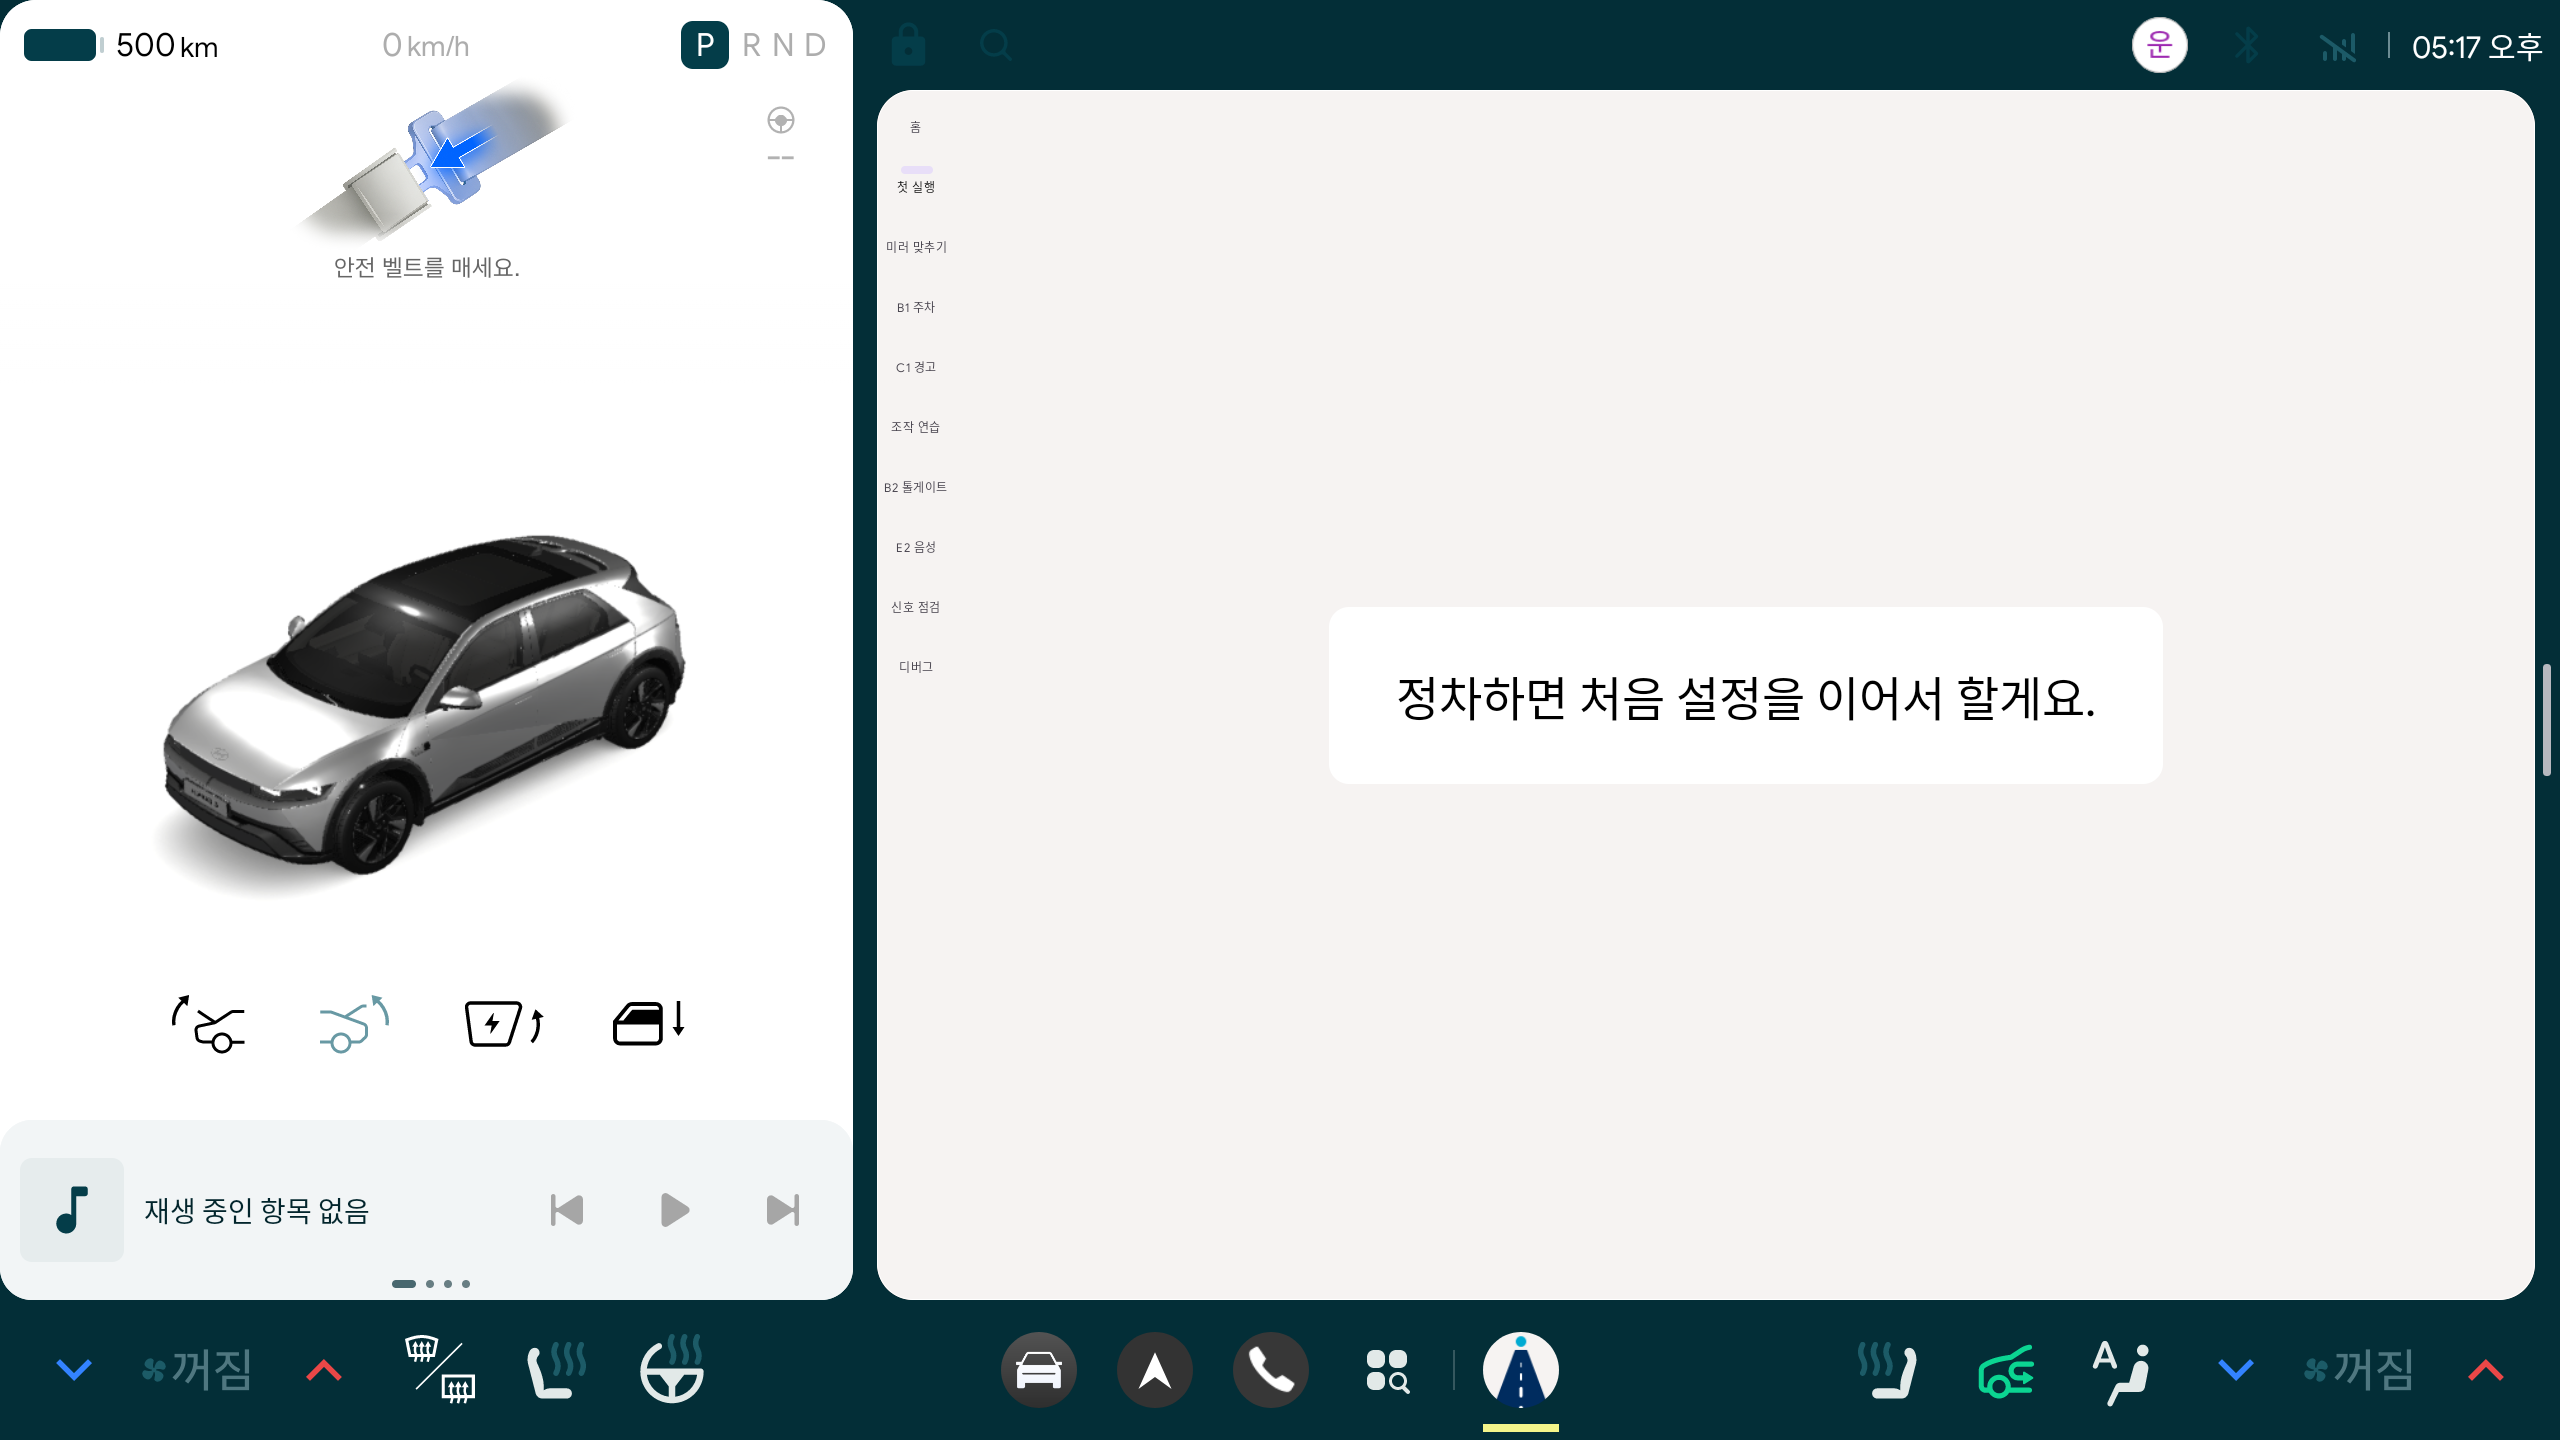 500 km
0 km/h
P R N D
운
05:17 오후
안전 벨트를 매세요.
홈
첫 실행
미러 맞추기
B1 주차
C1 경고
조작 연습
B2 톨게이트
E2 음성
신호 점검
디버그
정차하면 처음 설정을 이어서 할게요.
재생 중인 항목 없음
꺼짐
A
꺼짐